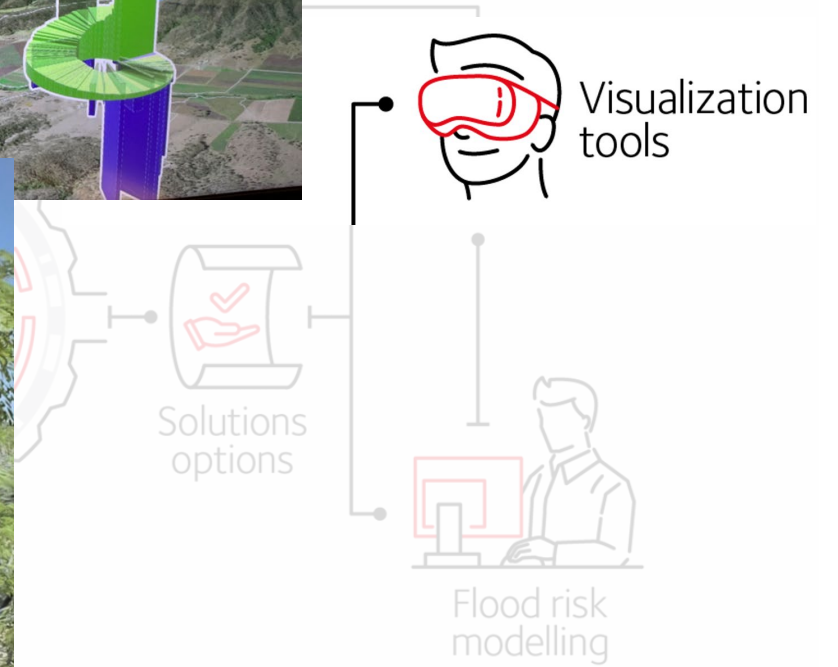 Visualization
tools
Solutions
options
Flood risk
modelling